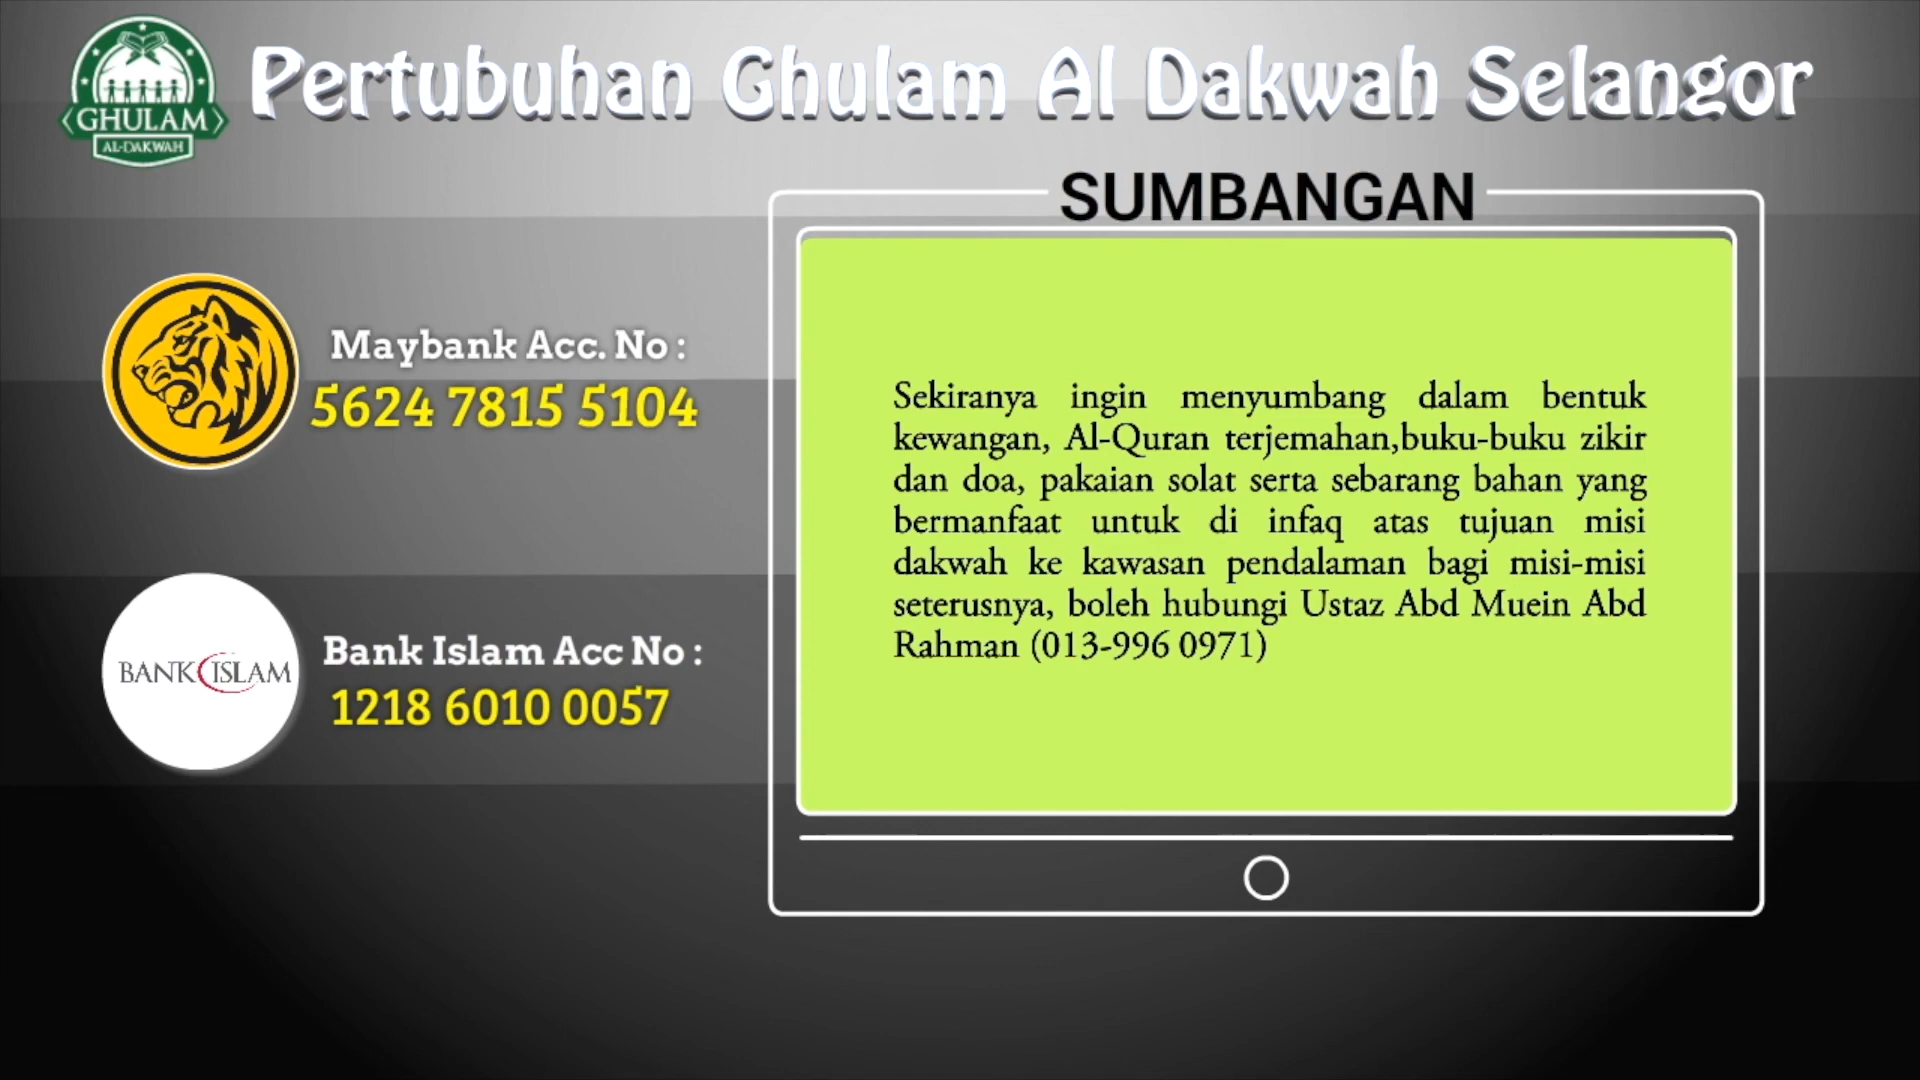 GHULAM
AL-DAKWAH
Pertubuhan Ghulam Al Dakwah Selangor
SUMBANGAN
Maybank Acc. No :
5624 7815 5104
BANK ISLAM
Bank Islam Acc No :
1218 6010 0057
Sekiranya ingin menyumbang dalam bentuk
kewangan, Al-Quran terjemahan,buku-buku zikir
dan doa, pakaian solat serta sebarang bahan yang
bermanfaat untuk di infaq atas tujuan misi
dakwah ke kawasan pendalaman bagi misi-misi
seterusnya, boleh hubungi Ustaz Abd Muein Abd
Rahman (013-996 0971)